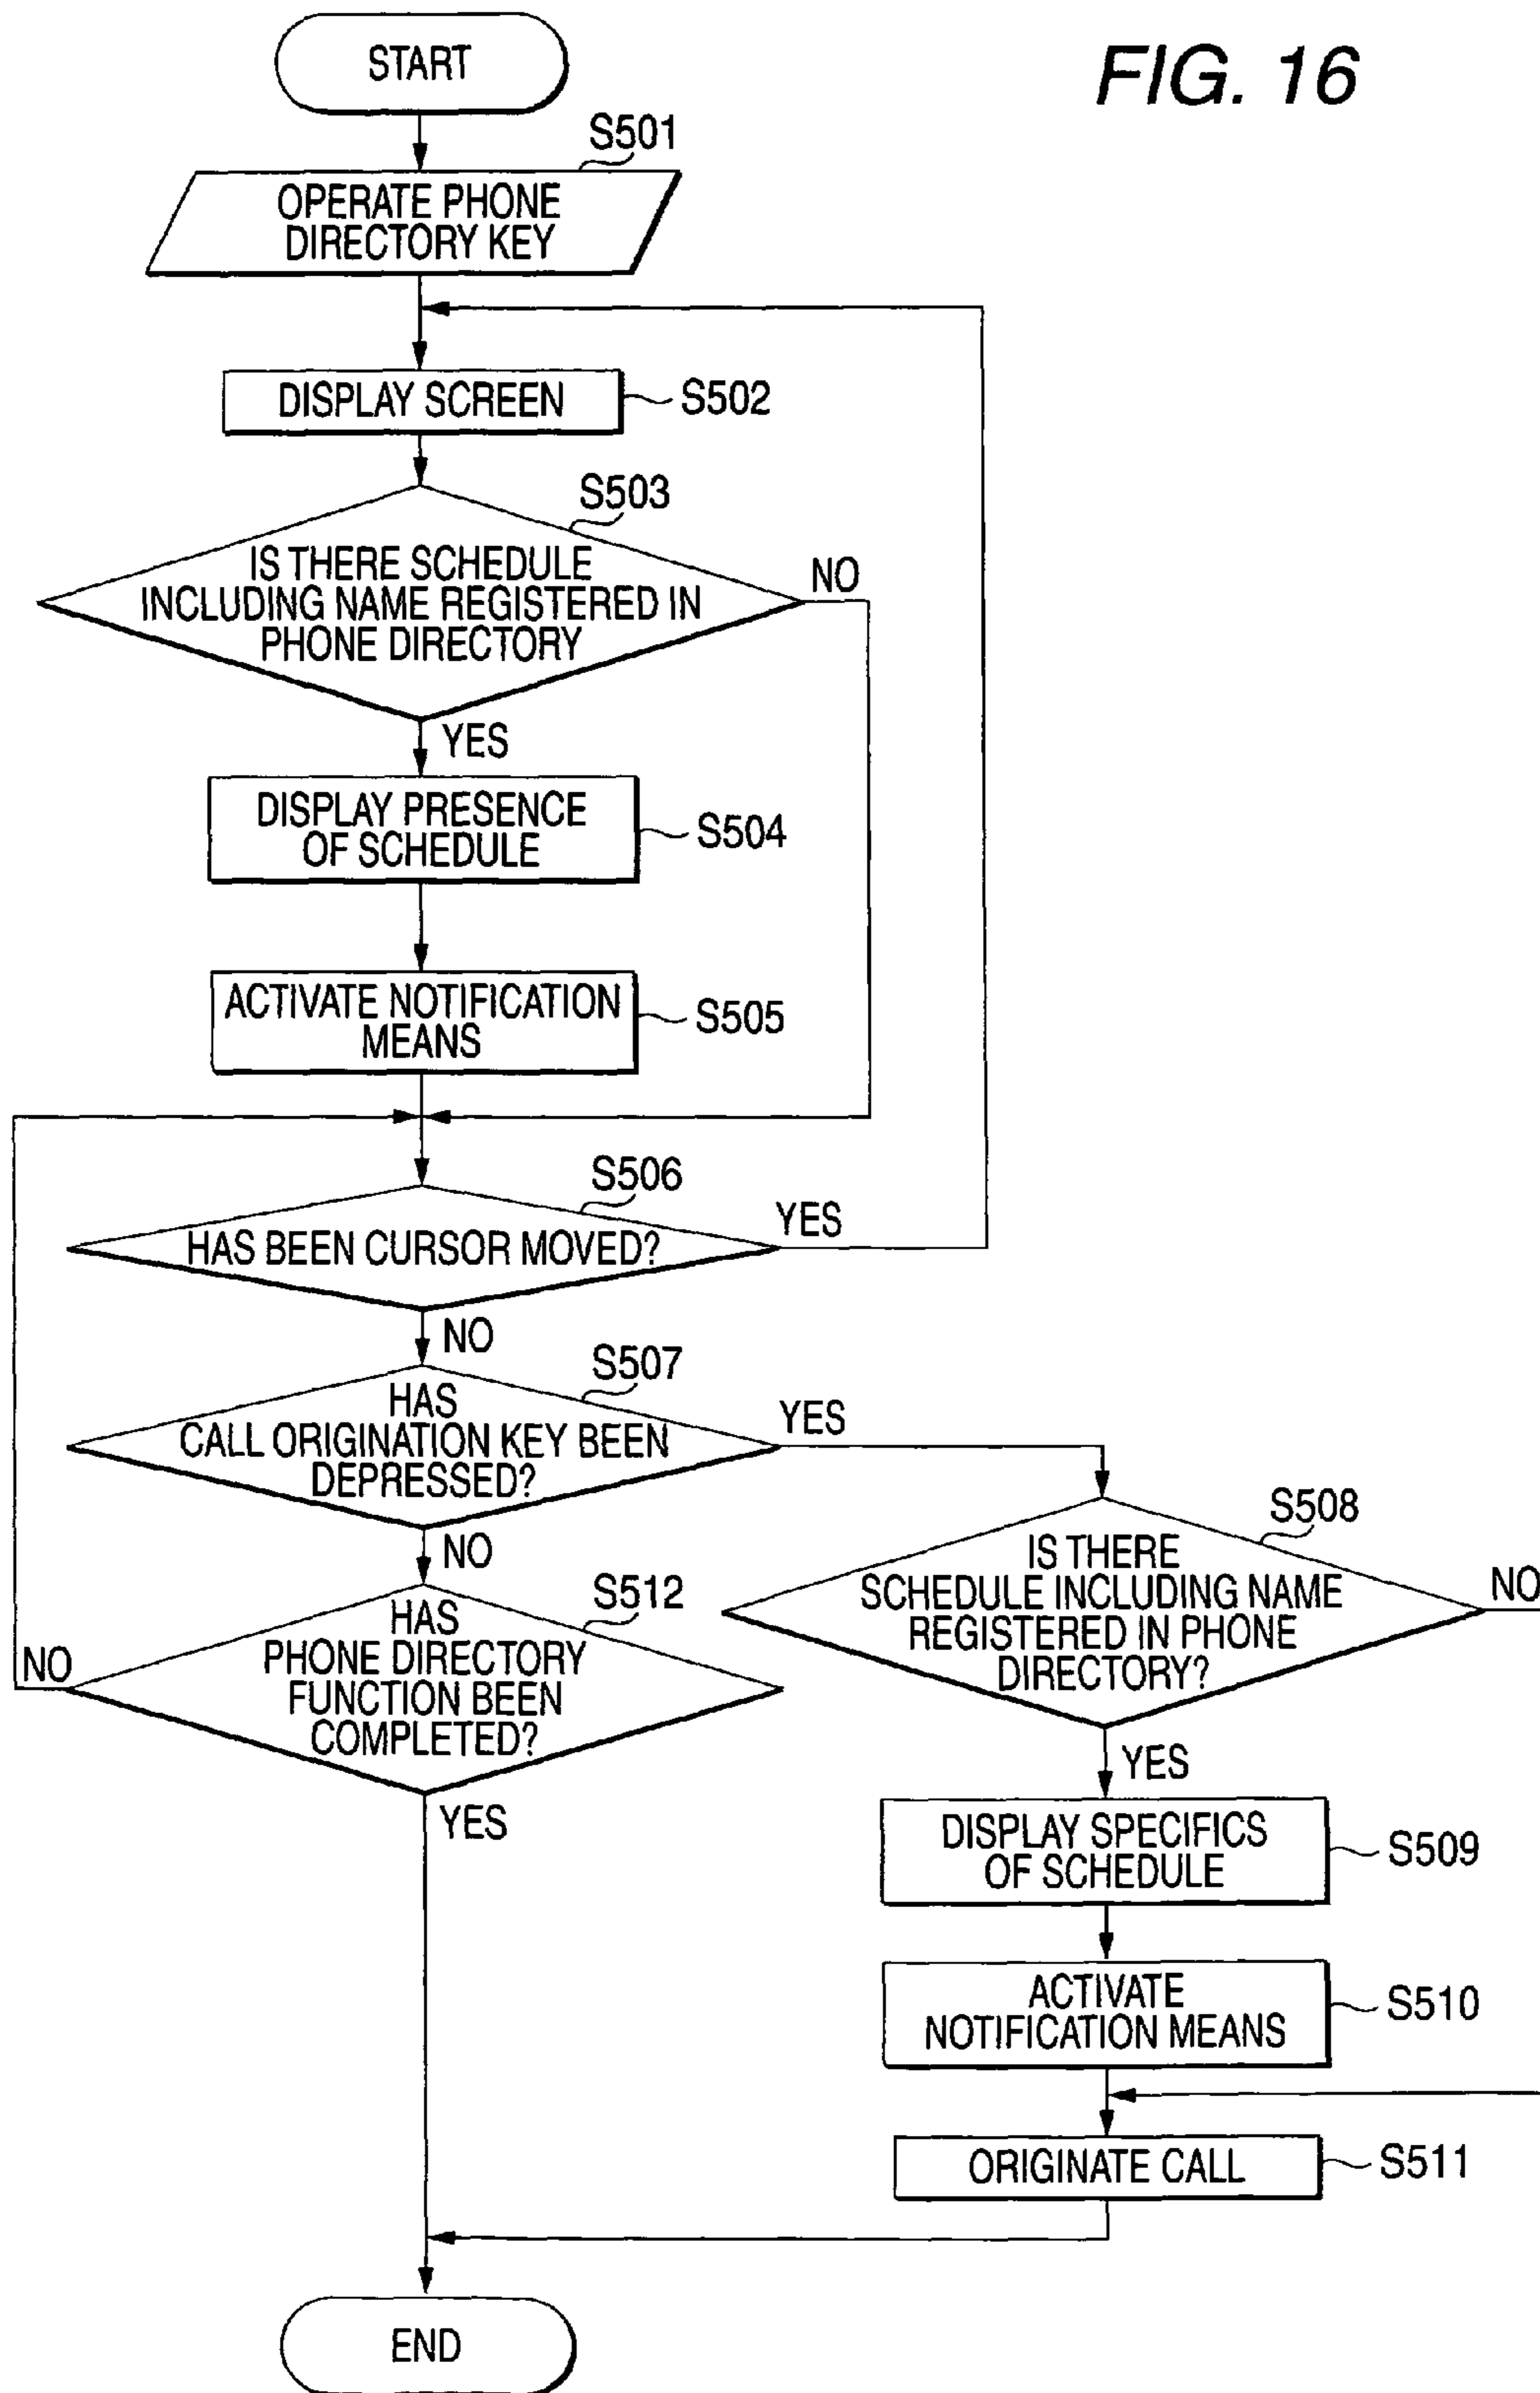 FIG. 16
START
S501
OPERATE PHONE
DIRECTORY KEY
DISPLAY SCREEN
S502
S503
IS THERE SCHEDULE
INCLUDING NAME REGISTERED IN
PHONE DIRECTORY
NO
YES
DISPLAY PRESENCE
OF SCHEDULE
S504
ACTIVATE NOTIFICATION
MEANS
S505
S506
HAS BEEN CURSOR MOVED?
YES
NO
S507
HAS
CALL ORIGINATION KEY BEEN
DEPRESSED?
YES
NO
S512
HAS
PHONE DIRECTORY
FUNCTION BEEN
COMPLETED?
NO
YES
S508
IS THERE
SCHEDULE INCLUDING NAME
REGISTERED IN PHONE
DIRECTORY?
NO
YES
DISPLAY SPECIFICS
OF SCHEDULE
S509
ACTIVATE
NOTIFICATION MEANS
S510
ORIGINATE CALL
S511
END